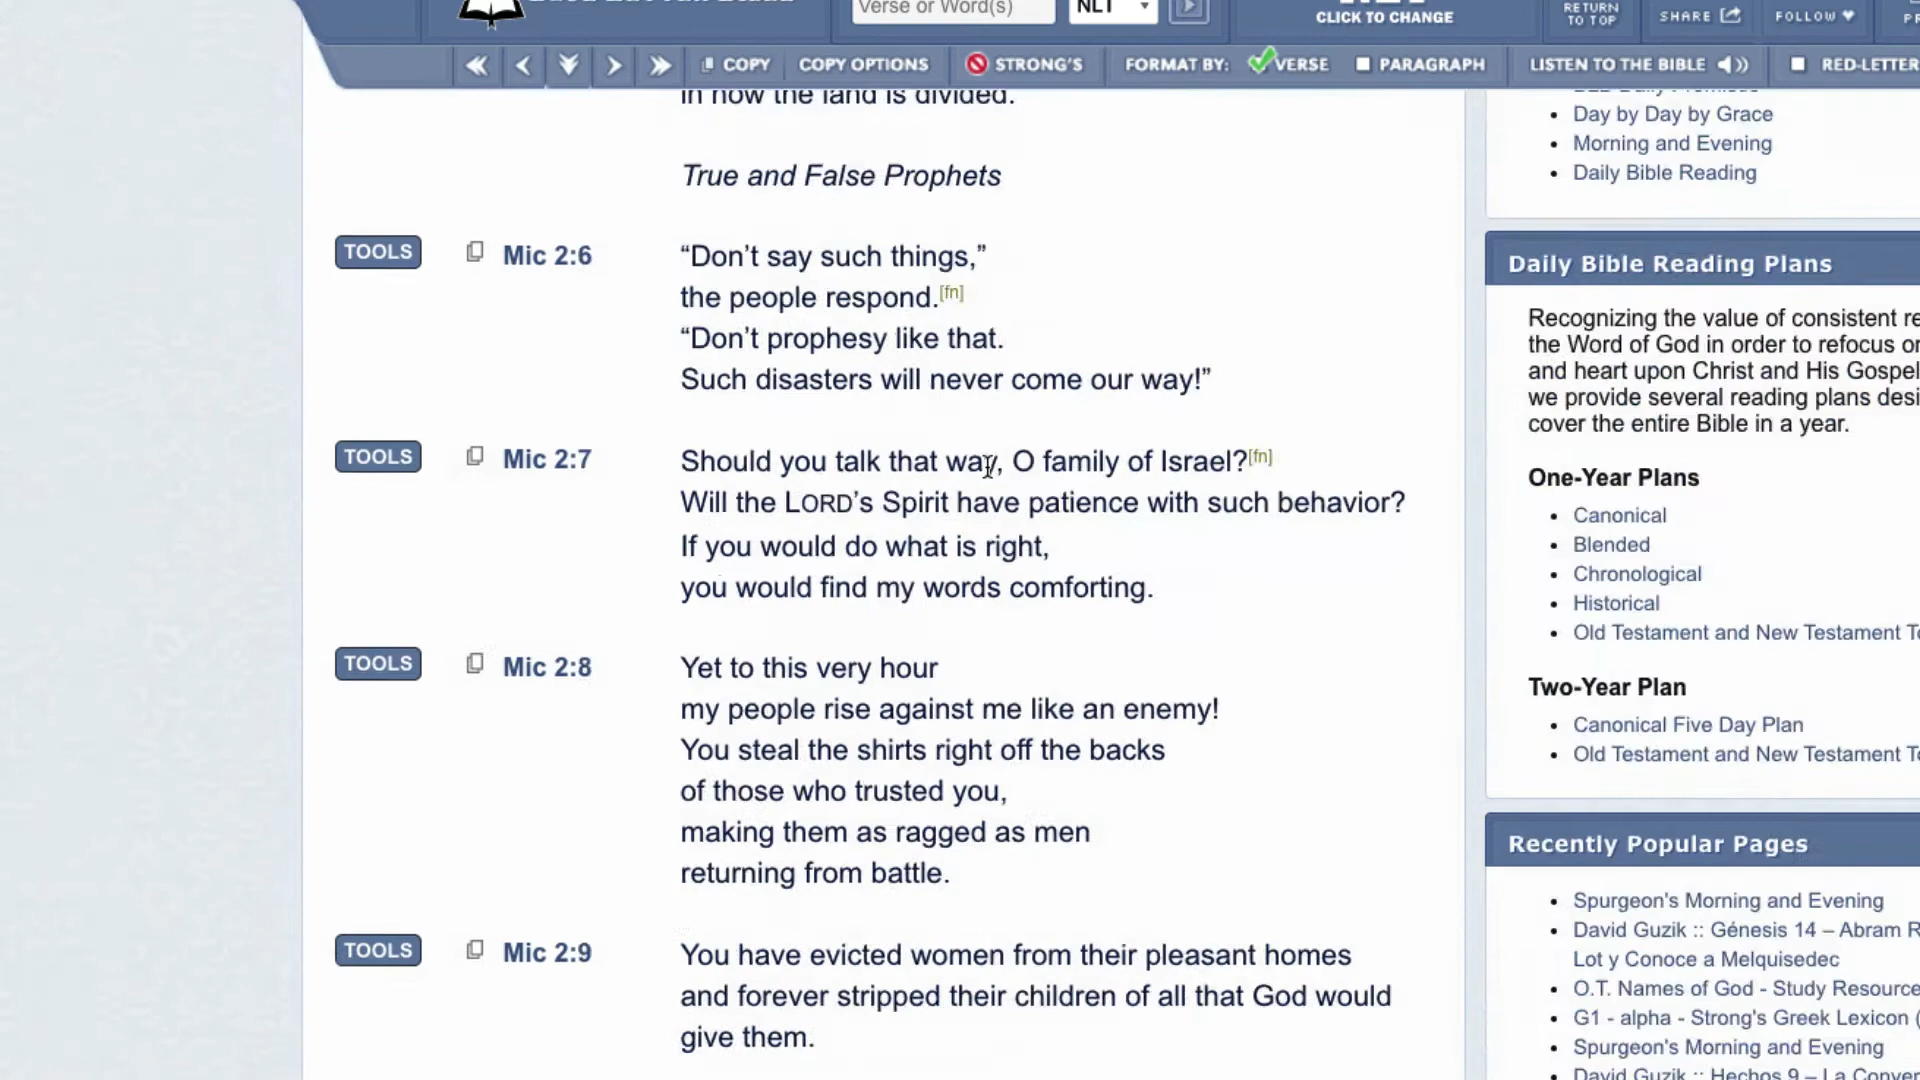 Verse or Word(s)
NLT
CLICK TO CHANGE
RETURN
TO TOP
SHARE
FOLLOW
COPY
COPY OPTIONS
STRONG'S
FORMAT BY:
VERSE
PARAGRAPH
LISTEN TO THE BIBLE
RED-LETTER
in how the land is divided.
True and False Prophets
TOOLS
Mic 2:6
“Don’t say such things,”
the people respond.[fn]
“Don’t prophesy like that.
Such disasters will never come our way!”
TOOLS
Mic 2:7
Should you talk that way, O family of Israel?[fn]
Will the LORD’s Spirit have patience with such behavior?
If you would do what is right,
you would find my words comforting.
TOOLS
Mic 2:8
Yet to this very hour
my people rise against me like an enemy!
You steal the shirts right off the backs
of those who trusted you,
making them as ragged as men
returning from battle.
TOOLS
Mic 2:9
You have evicted women from their pleasant homes
and forever stripped their children of all that God would
give them.
Day by Day by Grace
Morning and Evening
Daily Bible Reading
Daily Bible Reading Plans
Recognizing the value of consistent
the Word of God in order to refocus
and heart upon Christ and His Gospel
we provide several reading plans
cover the entire Bible in a year.
One-Year Plans
Canonical
Blended
Chronological
Historical
Old Testament and New Testament
Two-Year Plan
Canonical Five Day Plan
Old Testament and New Testament
Recently Popular Pages
Spurgeon's Morning and Evening
David Guzik :: Génesis 14 – Abram
Lot y Conoce a Melquisedec
O.T. Names of God - Study Resource
G1 - alpha - Strong's Greek Lexicon (
Spurgeon's Morning and Evening
David Guzik :: Hechos 9 – La